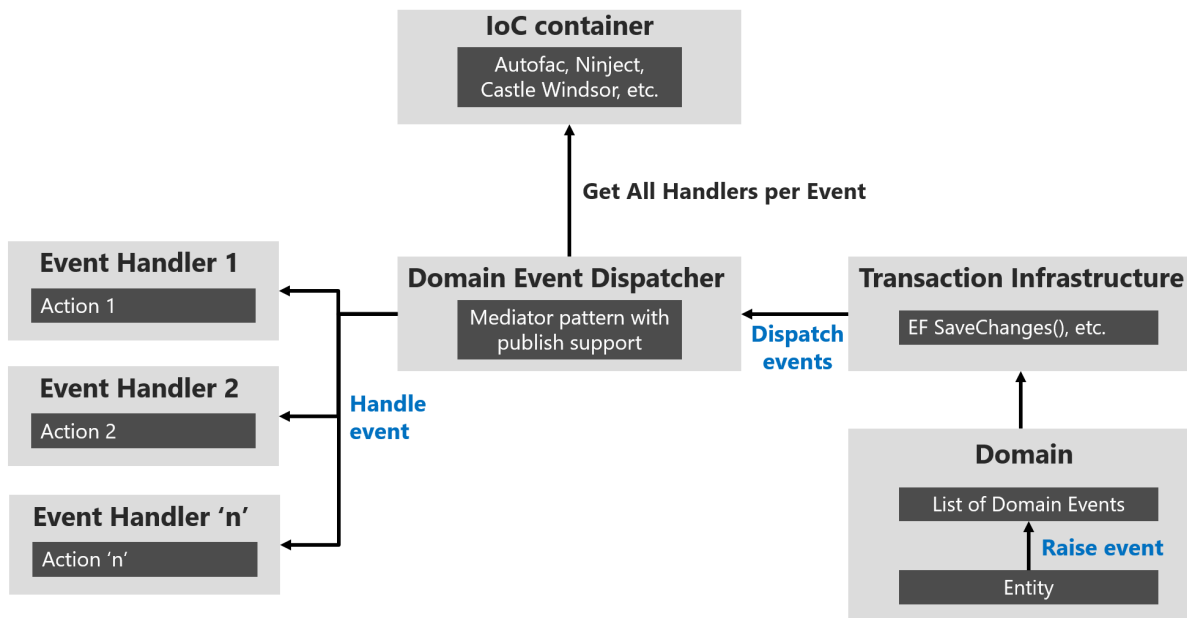 IoC container
Autofac, Ninject,
Castle Windsor, etc.
Get All Handlers per Event
Event Handler 1
Action 1
Event Handler 2
Action 2
Event Handler ‘n’
Action ‘n’
Handle
event
Domain Event Dispatcher
Mediator pattern with
publish support
Dispatch
events
Transaction Infrastructure
EF SaveChanges(), etc.
Domain
List of Domain Events
Raise event
Entity